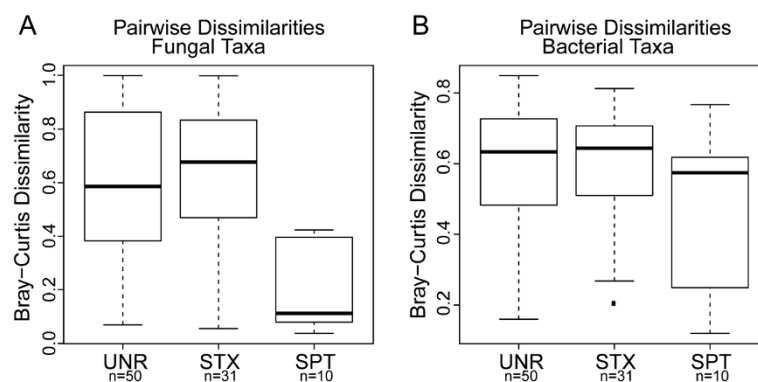 A
Pairwise Dissimilarities
Fungal Taxa
Bray−Curtis Dissimilarity
1.0
0.8
0.6
0.4
0.2
0.0
UNR STX SPT
n=50 n=31 n=10
B
Pairwise Dissimilarities
Bacterial Taxa
Bray−Curtis Dissimilarity
0.8
0.6
0.4
0.2
UNR STX SPT
n=50 n=31 n=10